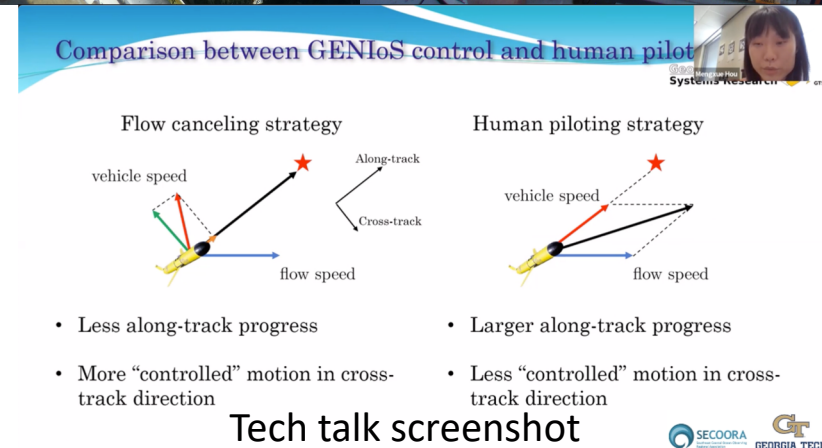 Comparison between GENIoS control and human pilot
Mengxue Hou
Flow canceling strategy
Human piloting strategy
vehicle speed
Along-track
Cross-track
flow speed
vehicle speed
flow speed
• Less along-track progress
• More “controlled” motion in cross-
track direction
• Larger along-track progress
• Less “controlled” motion in cross-
track direction
Tech talk screenshot
SECOORA
GEORGIA TECH